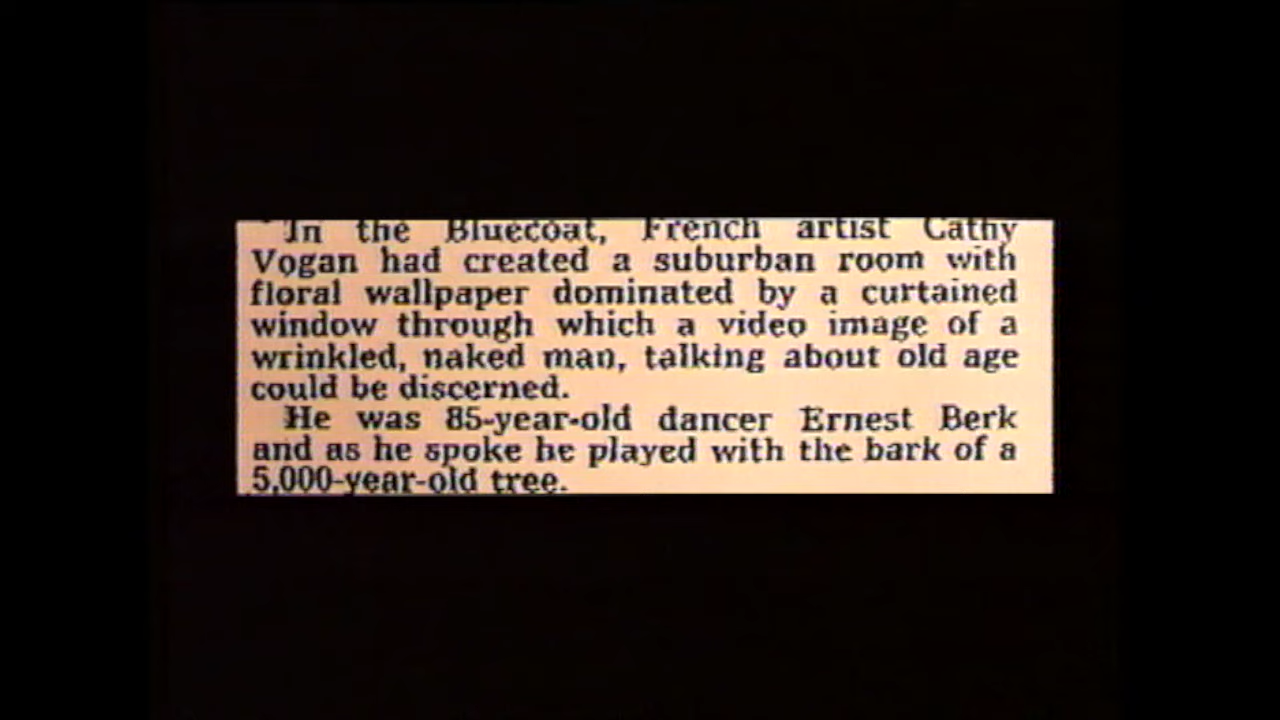 In the Bluecoat, French artist Cathy
Vogan had created a suburban room with
floral wallpaper dominated by a curtained
window through which a video image of a
wrinkled, naked man, talking about old age
could be discerned.
He was 85-year-old dancer Ernest Berk
and as he spoke he played with the bark of a
5,000-year-old tree.